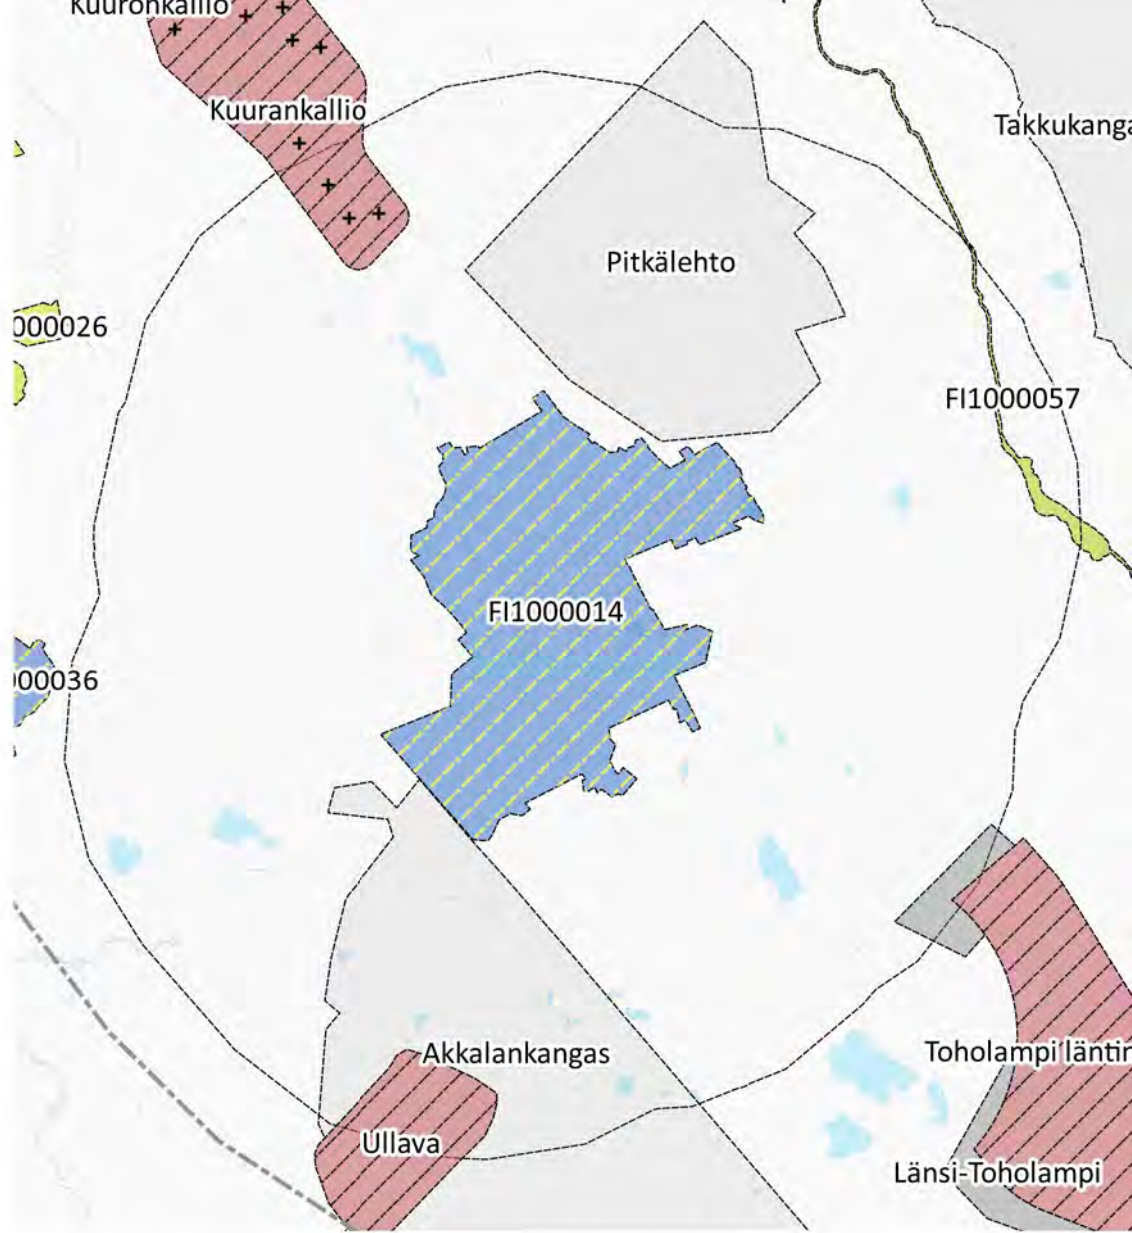 Kuuronkallio
Kuurankallio
Takkukanga
Pitkälehto
000026
FI1000057
FI1000014
000036
Akkalankangas
Toholampi läntin
Ullava
Länsi-Toholampi